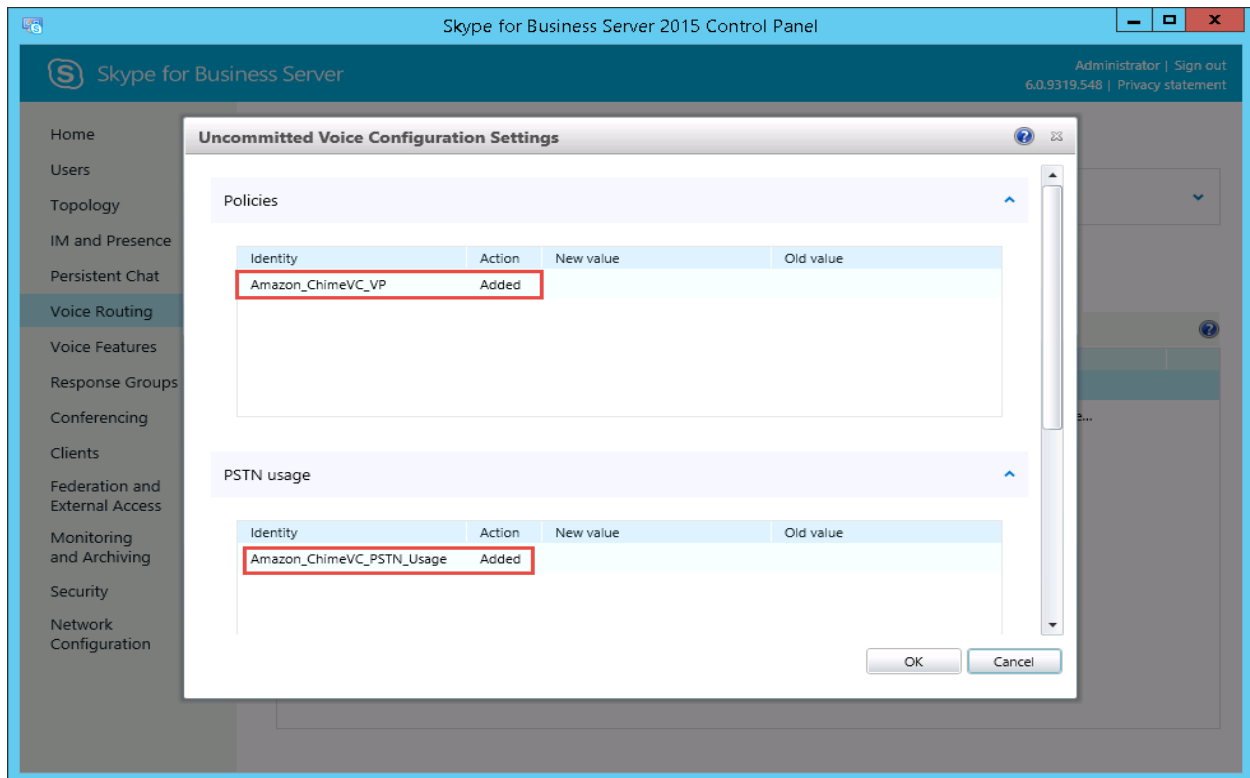 Skype for Business Server 2015 Control Panel
Skype for Business Server
Administrator | Sign out
6.0.9319.548 | Privacy statement
Home
Users
Topology
IM and Presence
Persistent Chat
Voice Routing
Voice Features
Response Groups
Conferencing
Clients
Federation and
External Access
Monitoring
and Archiving
Security
Network
Configuration
Uncommitted Voice Configuration Settings
Policies
Identity Action New value Old value
Amazon_ChimeVC_VP Added
PSTN usage
Identity Action New value Old value
Amazon_ChimeVC_PSTN_Usage Added
OK Cancel